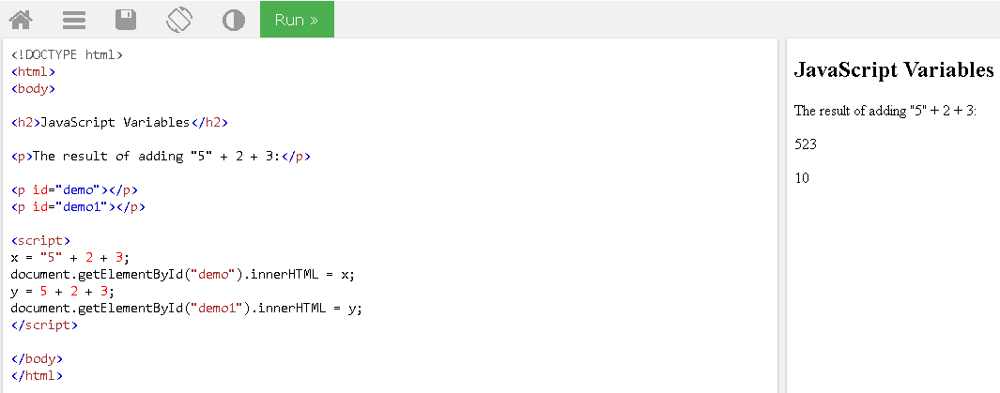 Run »
<!DOCTYPE html>
<html>
<body>
<h2>JavaScript Variables</h2>
<p>The result of adding "5" + 2 + 3:</p>
<p id="demo"></p>
<p id="demo1"></p>
<script>
x = "5" + 2 + 3;
document.getElementById("demo").innerHTML = x;
y = 5 + 2 + 3;
document.getElementById("demo1").innerHTML = y;
</script>
</body>
</html>
JavaScript Variables
The result of adding "5" + 2 + 3:
523
10